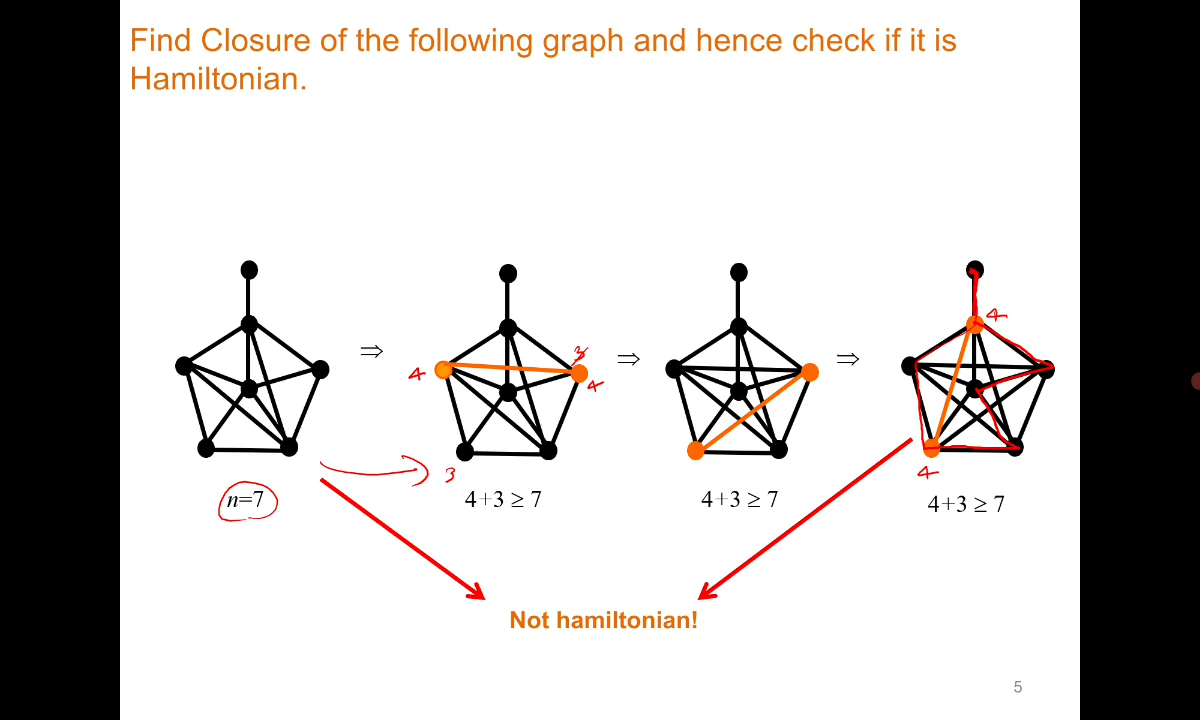 Find Closure of the following graph and hence check if it is
Hamiltonian.
⇒
⇒
⇒
4
3
4
4
3
4
n=7
4+3 ≥ 7
4+3 ≥ 7
4+3 ≥ 7
Not hamiltonian!
5